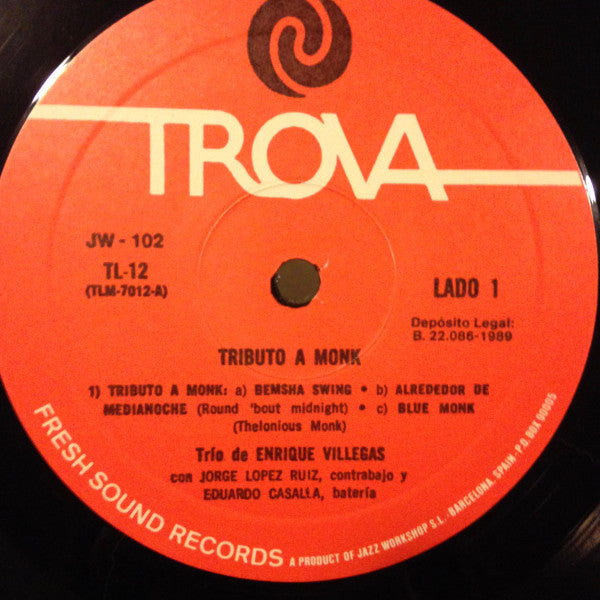 TROVA
JW - 102
TL-12
(TLM-7012-A)
LADO 1
Depósito Legal:
B. 22.086-1989
TRIBUTO A MONK
1) TRIBUTO A MONK: a) BEMSHA SWING • b) ALREDEDOR DE
MEDIANOCHE (Round 'bout midnight) • c) BLUE MONK
(Thelonious Monk)
Trío de ENRIQUE VILLEGAS
con JORGE LOPEZ RUIZ, contrabajo y
EDUARDO CASALLA, batería
FRESH SOUND RECORDS A PRODUCT OF JAZZ WORKSHOP S.L.- BARCELONA, SPAIN - P.O. BOX 90005